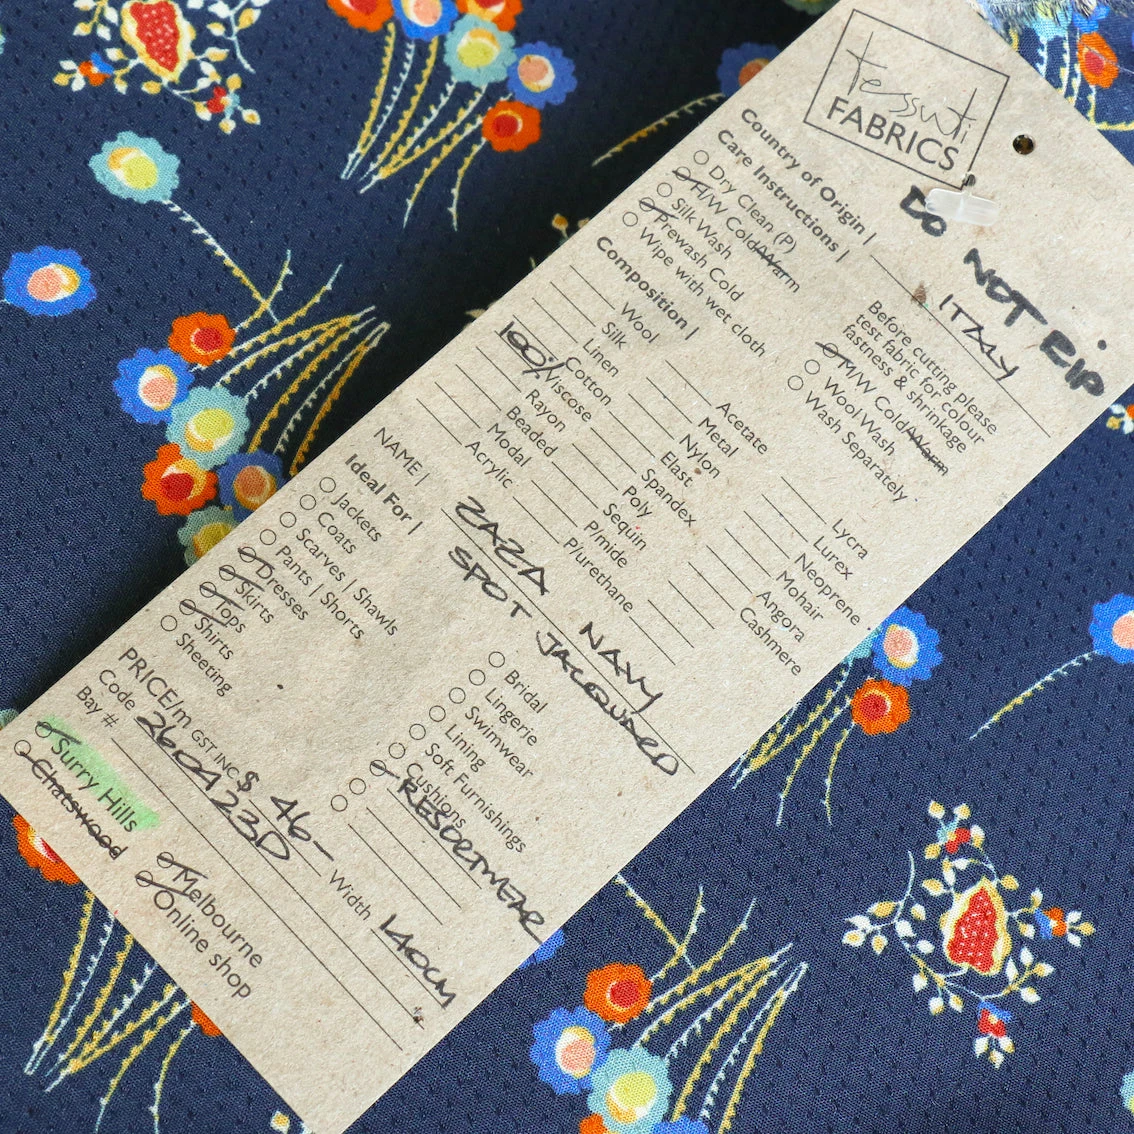 tessuti
FABRICS
DO NOT RIP
Country of Origin | ITALY
Care Instructions |
Dry Clean (P)
H/W Cold/Warm
Silk Wash
Prewash Cold
Wipe with wet cloth
Before cutting please
test fabric for colour
fastness & shrinkage
M/W Cold/Warm
Wool Wash
Wash Separately
Composition |
Wool
Silk
Linen
Cotton
100% Viscose
Rayon
Beaded
Modal
Acrylic
Acetate
Metal
Nylon
Elast
Spandex
Poly
Sequin
P/mide
P/urethane
Lycra
Lurex
Neoprene
Mohair
Angora
Cashmere
NAME | ZAZA NAVY
SPOT JACQUARD
Ideal For |
Jackets
Coats
Scarves | Shawls
Pants | Shorts
Dresses
Skirts
Tops
Shirts
Sheeting
Bridal
Lingerie
Swimwear
Lining
Soft Furnishings
Cushions
RESORTWEAR
PRICE/m GST INC. $ 46- Width 140CM
Code 260423D
Bay #
Surry Hills
Chatswood
Melbourne
Online shop